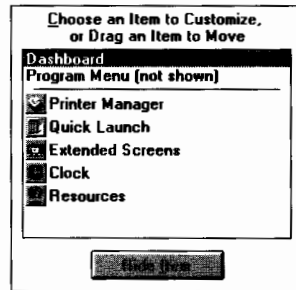 Choose an Item to Customize,
or Drag an Item to Move
Dashboard
Program Menu (not shown)
Printer Manager
Quick Launch
Extended Screens
Clock
Resources